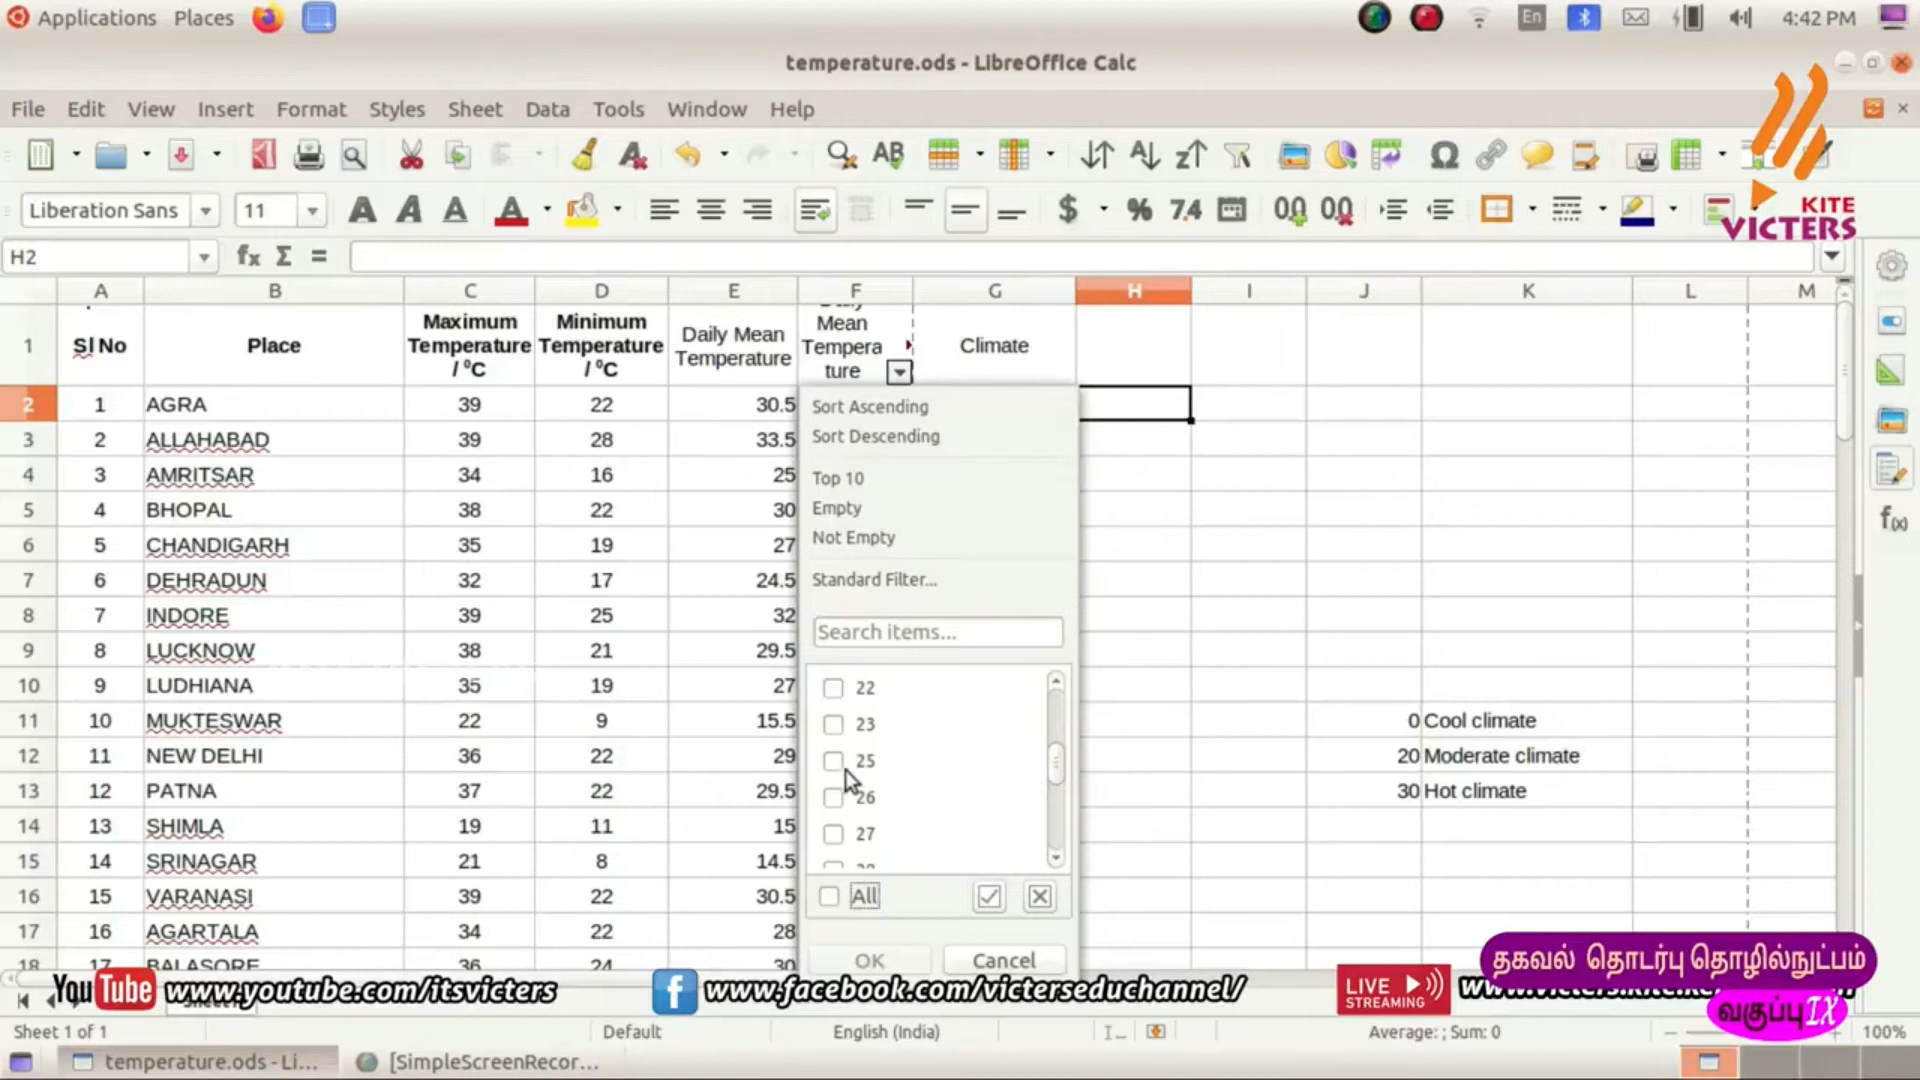 Applications Places En 4:42 PM
temperature.ods - LibreOffice Calc
File Edit View Insert Format Styles Sheet Data Tools Window Help
Liberation Sans 11
KITE
VICTERS
H2
A B C D E F G H I J K L M
1 Sl No Place Maximum Temperature / ⁰C Minimum Temperature / ⁰C Daily Mean Temperature Mean Tempera ture Climate
2 1 AGRA 39 22 30.5
3 2 ALLAHABAD 39 28 33.5
4 3 AMRITSAR 34 16 25
5 4 BHOPAL 38 22 30
6 5 CHANDIGARH 35 19 27
7 6 DEHRADUN 32 17 24.5
8 7 INDORE 39 25 32
9 8 LUCKNOW 38 21 29.5
10 9 LUDHIANA 35 19 27
11 10 MUKTESWAR 22 9 15.5 0 Cool climate
12 11 NEW DELHI 36 22 29 20 Moderate climate
13 12 PATNA 37 22 29.5 30 Hot climate
14 13 SHIMLA 19 11 15
15 14 SRINAGAR 21 8 14.5
16 15 VARANASI 39 22 30.5
17 16 AGARTALA 34 22 28
18 17 BALASORE 36 24 30
Sort Ascending
Sort Descending
Top 10
Empty
Not Empty
Standard Filter...
Search items...
22
23
25
26
27
All
OK Cancel
தகவல் தொடர்பு தொழில்நுட்பம்
வகுப்பு IX
YouTube www.youtube.com/itsvicters
www.facebook.com/victerseduchannel/
LIVE STREAMING
Sheet 1 of 1 Default English (India) Average: ; Sum: 0 100%
temperature.ods - Li... [SimpleScreenRecor...